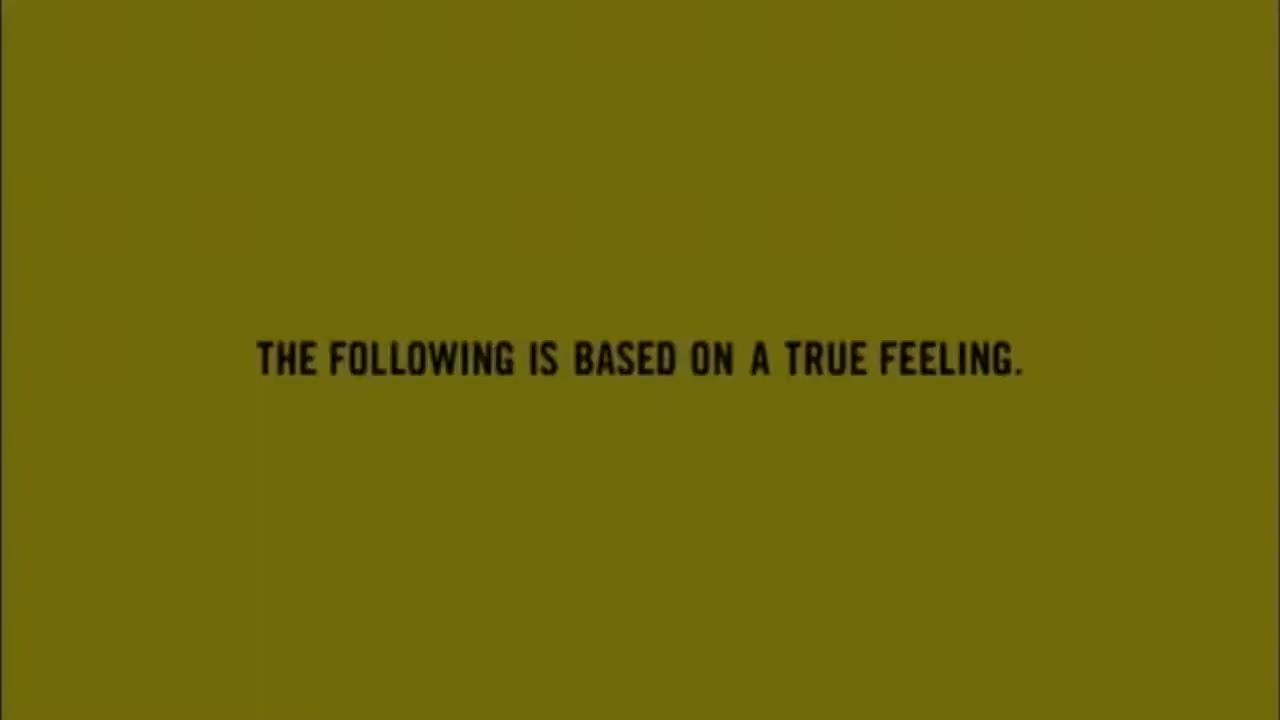 THE FOLLOWING IS BASED ON A TRUE FEELING.